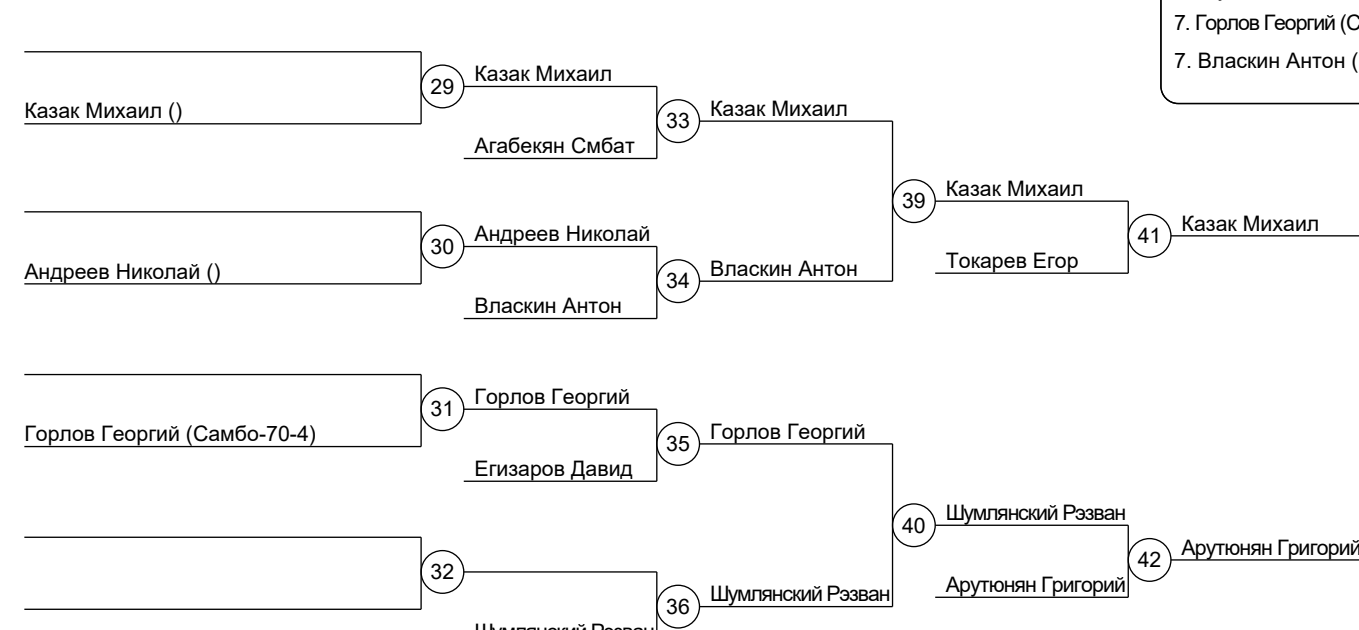 7. Горлов Георгий (С
7. Власкин Антон (
29
Казак Михаил
Казак Михаил ()
33
Казак Михаил
Агабекян Смбат
39
Казак Михаил
30
Андреев Николай
41
Казак Михаил
Андреев Николай ()
34
Власкин Антон
Токарев Егор
Власкин Антон
31
Горлов Георгий
Горлов Георгий (Самбо-70-4)
35
Горлов Георгий
Егизаров Давид
40
Шумлянский Рэзван
42
Арутюнян Григорий
32
Арутюнян Григорий
36
Шумлянский Рэзван
Шумлянский Рэзван